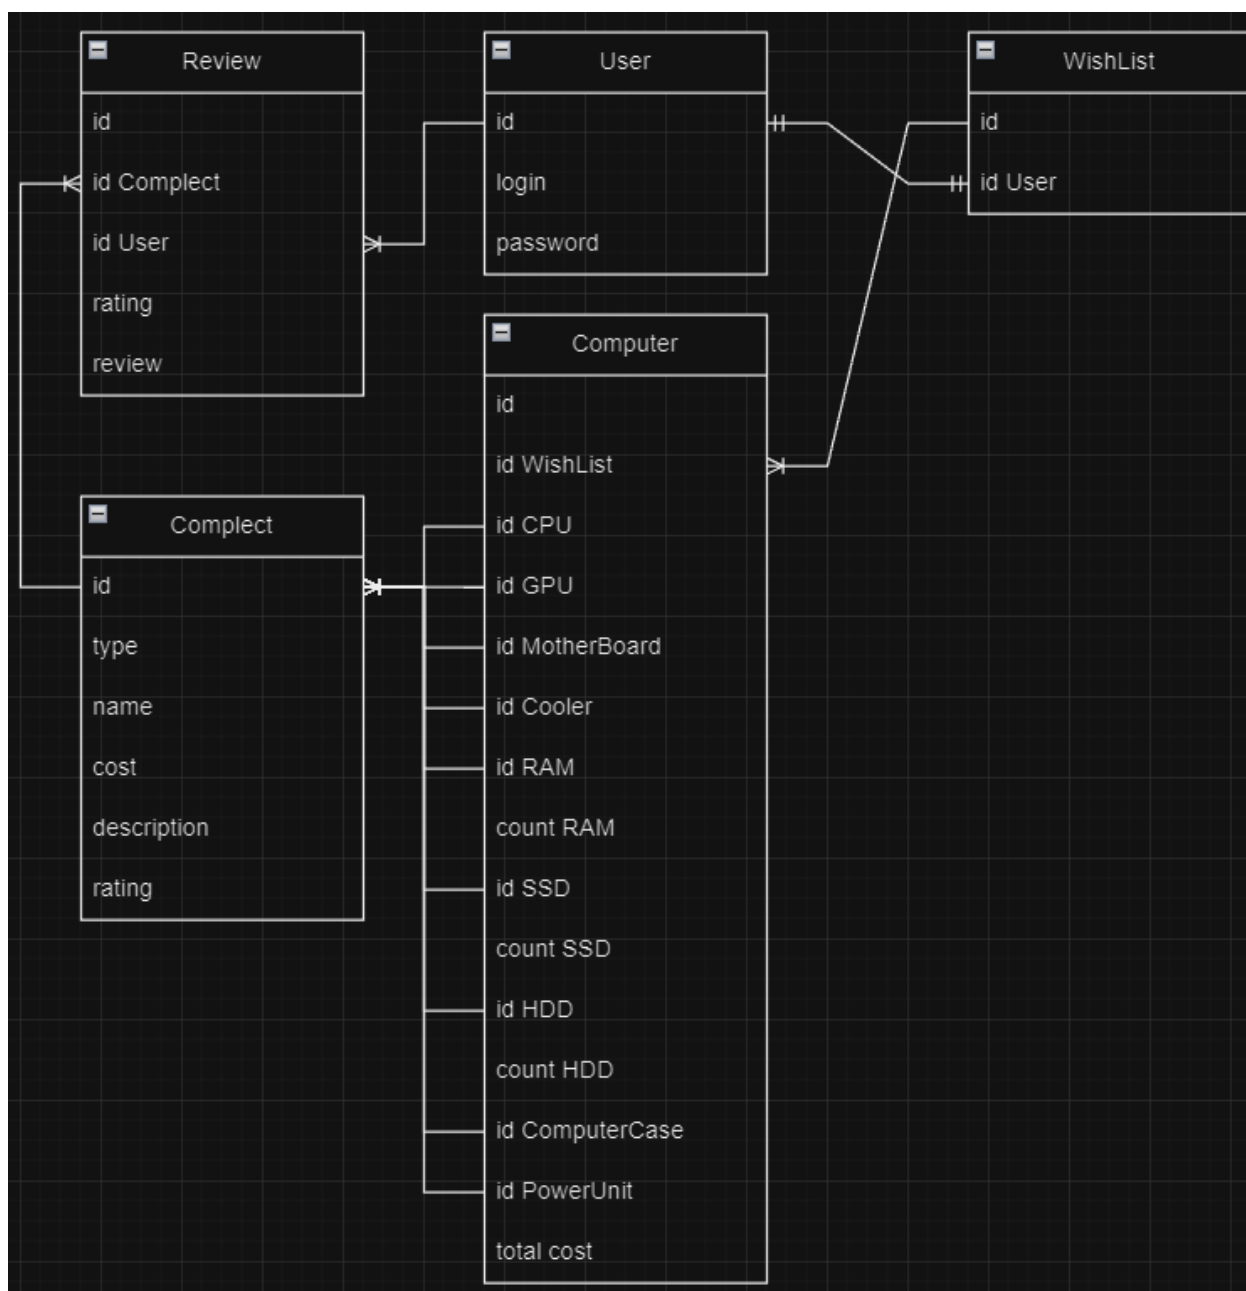 Review
id
id Complect
id User
rating
review
User
id
login
password
WishList
id
id User
Computer
id
id WishList
id CPU
id GPU
id MotherBoard
id Cooler
id RAM
count RAM
id SSD
count SSD
id HDD
count HDD
id ComputerCase
id PowerUnit
total cost
Complect
id
type
name
cost
description
rating